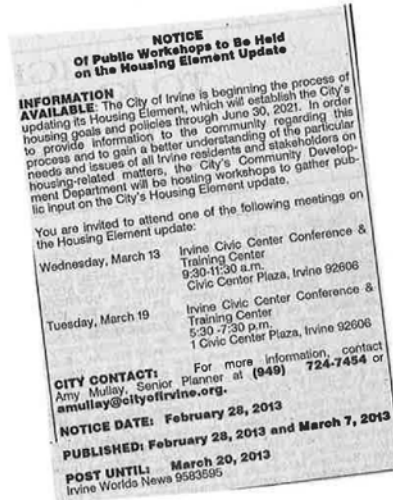 NOTICE
Of Public Workshops to Be Held
on the Housing Element Update
INFORMATION
AVAILABLE: The City of Irvine is beginning the process of
updating its Housing Element, which will establish the City's
housing goals and policies through June 30, 2021. In order
to provide information to the community regarding this
process and to gain a better understanding of the particular
needs and issues of all Irvine residents and stakeholders on
housing-related matters, the City's Community Develop-
ment Department will be hosting workshops to gather pub-
lic input on the City's Housing Element update.
You are invited to attend one of the following meetings on
the Housing Element update:
Wednesday, March 13 Irvine Civic Center Conference &
Training Center
9:30-11:30 a.m.
Civic Center Plaza, Irvine 92606
Tuesday, March 19 Irvine Civic Center Conference &
Training Center
5:30 -7:30 p.m.
1 Civic Center Plaza, Irvine 92606
CITY CONTACT: For more information, contact
Amy Mullay, Senior Planner at (949) 724-7454 or
amullay@cityofirvine.org.
NOTICE DATE: February 28, 2013
PUBLISHED: February 28, 2013 and March 7, 2013
POST UNTIL: March 20, 2013
Irvine Worlds News 9583595